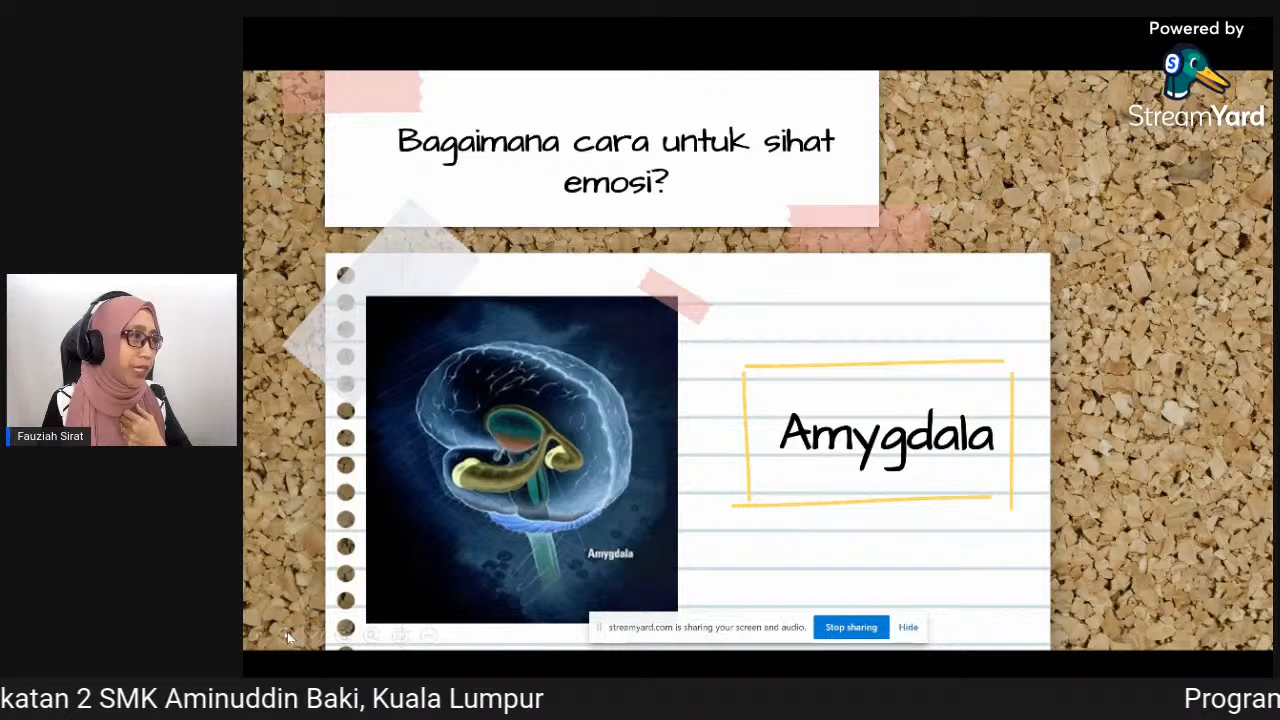 Powered by
StreamYard
Bagaimana cara untuk sihat
emosi?
Amygdala
Amygdala
Fauziah Sirat
streamyard.com is sharing your screen and audio.
Stop sharing
Hide
katan 2 SMK Aminuddin Baki, Kuala Lumpur
Progran